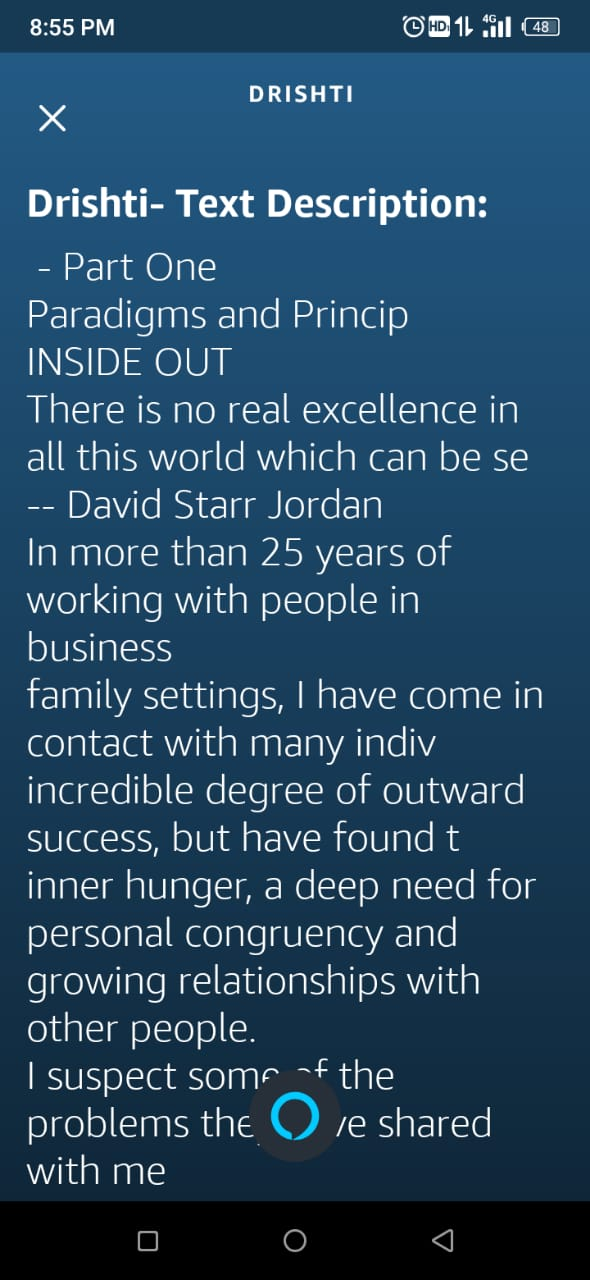 8:55 PM
HD 4G 48
DRISHTI
Drishti- Text Description:
- Part One
Paradigms and Princip
INSIDE OUT
There is no real excellence in
all this world which can be se
-- David Starr Jordan
In more than 25 years of
working with people in
business
family settings, I have come in
contact with many indiv
incredible degree of outward
success, but have found t
inner hunger, a deep need for
personal congruency and
growing relationships with
other people.
I suspect some of the
problems the ve shared
with me